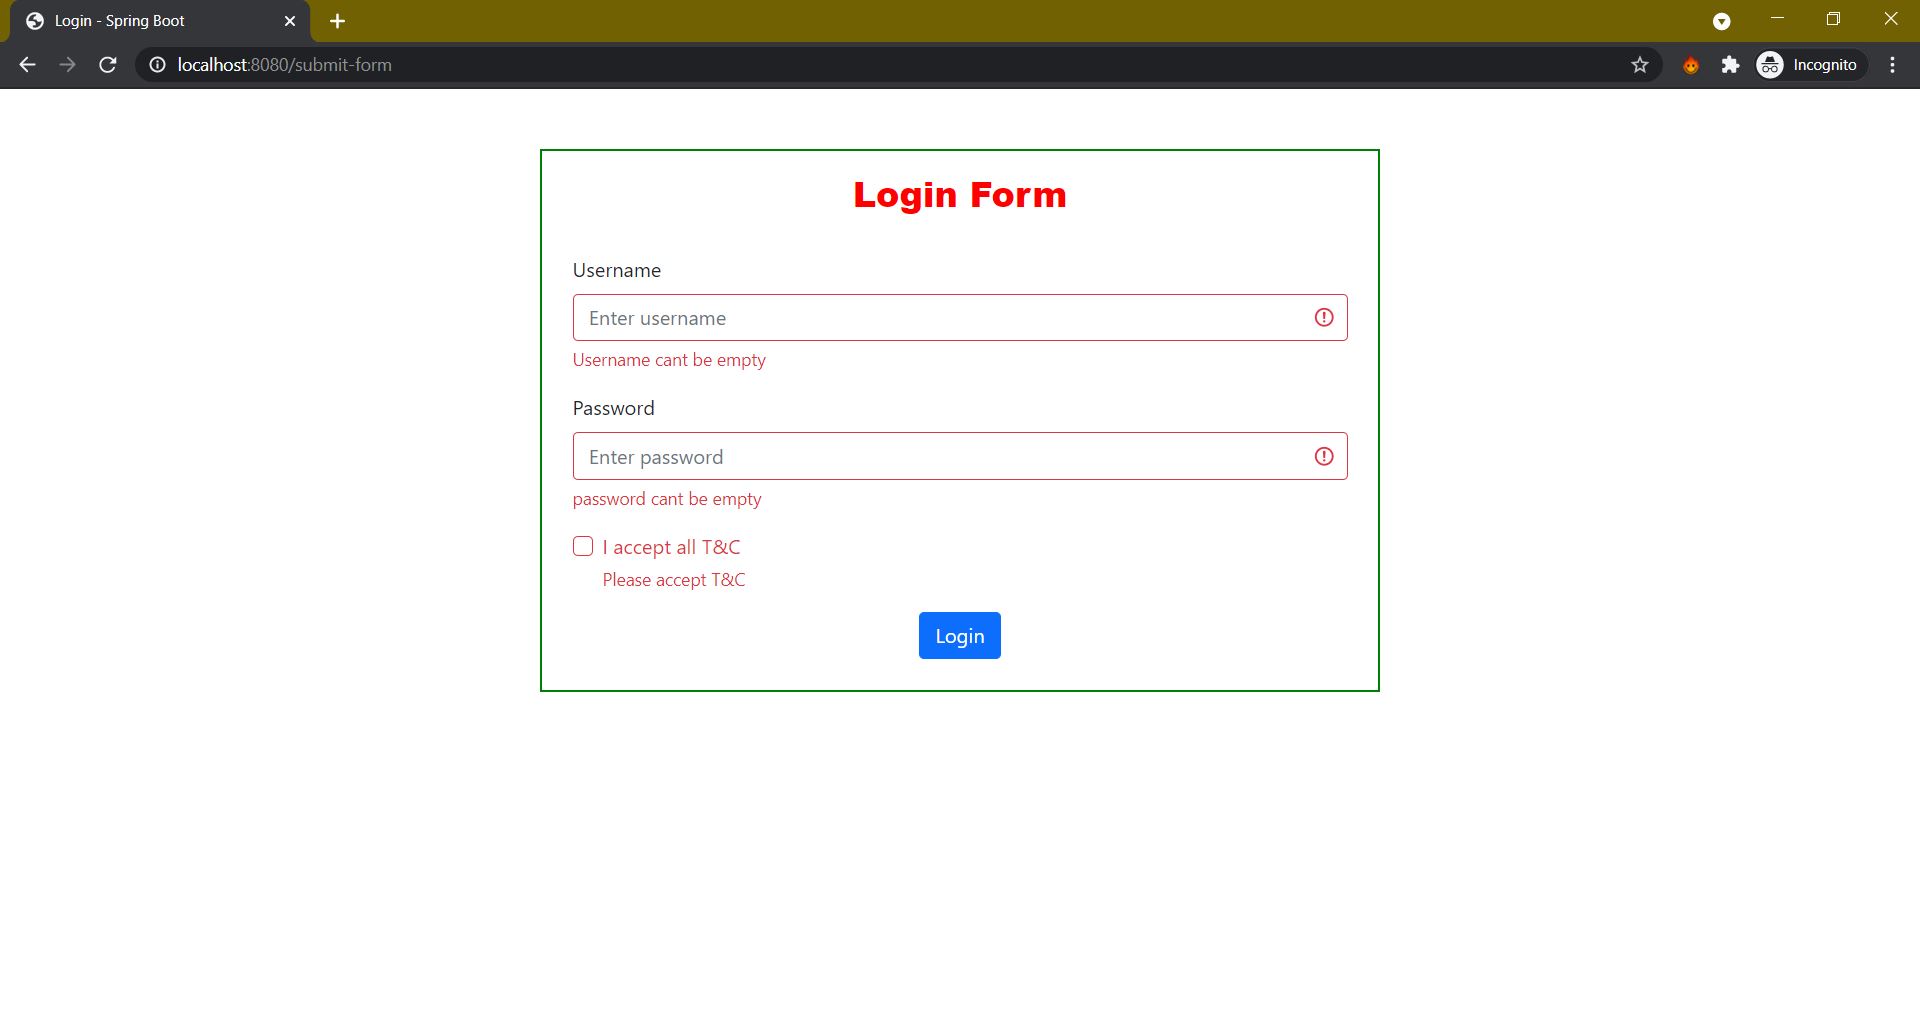 Login - Spring Boot
localhost:8080/submit-form
Incognito
Login Form
Username
Enter username
Username cant be empty
Password
Enter password
password cant be empty
I accept all T&C
Please accept T&C
Login